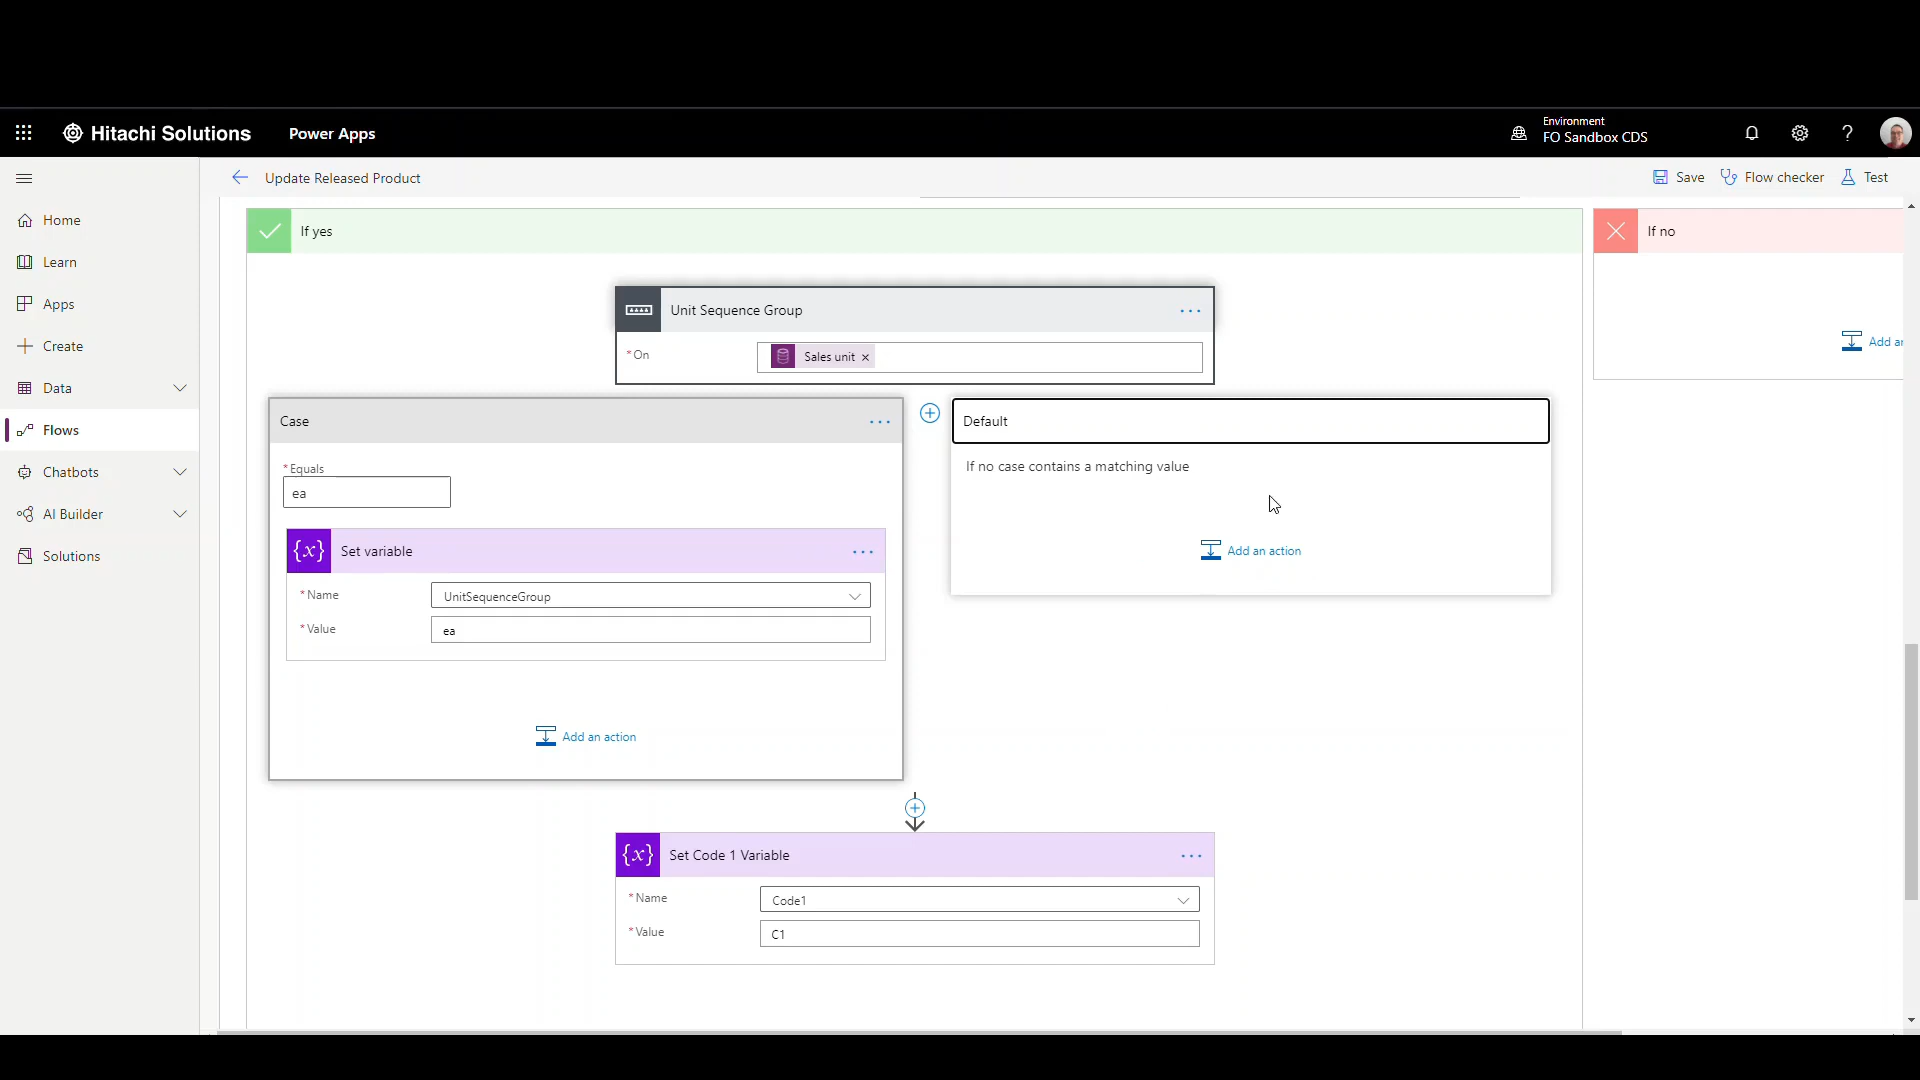 Hitachi Solutions
Power Apps
Environment
FO Sandbox CDS
?
Update Released Product
Save
Flow checker
Test
Home
Learn
Apps
Create
Data
Flows
Chatbots
AI Builder
Solutions
If yes
If no
Unit Sequence Group
...
* On
Sales unit ×
Add an
Case
...
Default
* Equals
ea
If no case contains a matching value
{x} Set variable
...
Add an action
* Name
UnitSequenceGroup
* Value
ea
Add an action
{x} Set Code 1 Variable
...
* Name
Code1
* Value
C1